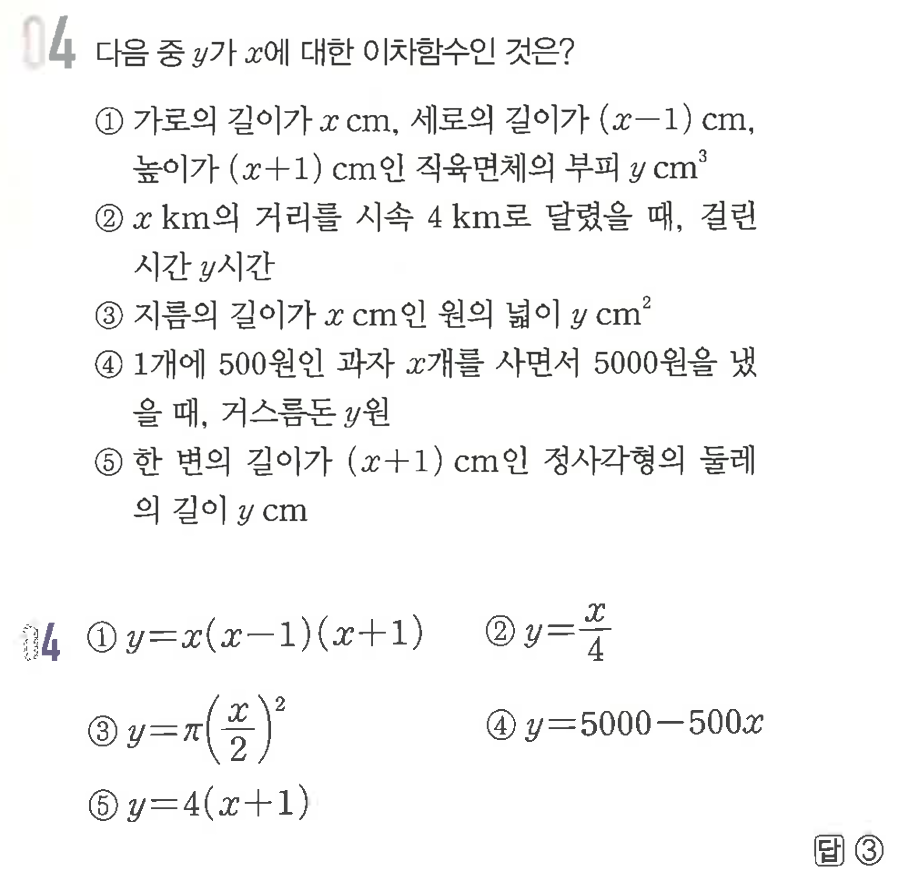 04 다음 중 y가 x에 대한 이차함수인 것은?
① 가로의 길이가 x cm, 세로의 길이가 (x-1) cm,
높이가 (x+1) cm인 직육면체의 부피 y cm³
② x km의 거리를 시속 4 km로 달렸을 때, 걸린
시간 y시간
③ 지름의 길이가 x cm인 원의 넓이 y cm²
④ 1개에 500원인 과자 x개를 사면서 5000원을 냈
을 때, 거스름돈 y원
⑤ 한 변의 길이가 (x+1) cm인 정사각형의 둘레
의 길이 y cm
04 ① y=x(x-1)(x+1) ② y=x/4
③ y=π(x/2)² ④ y=5000-500x
⑤ y=4(x+1)
답 ③